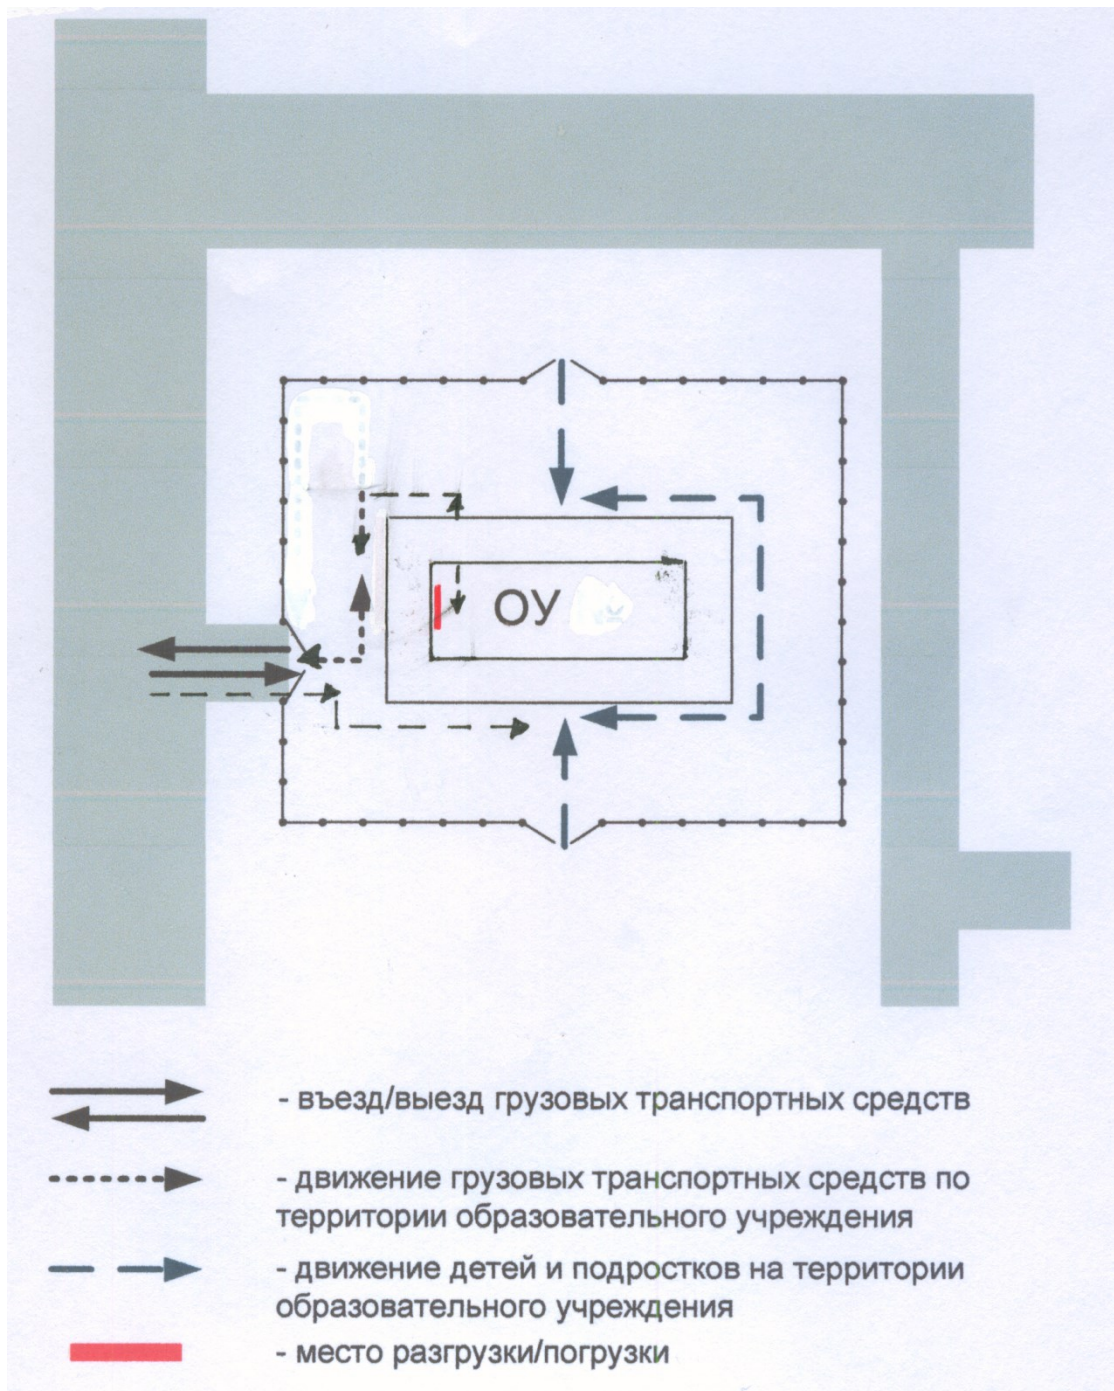 ОУ
- въезд/выезд грузовых транспортных средств
- движение грузовых транспортных средств по
территории образовательного учреждения
- движение детей и подростков на территории
образовательного учреждения
- место разгрузки/погрузки